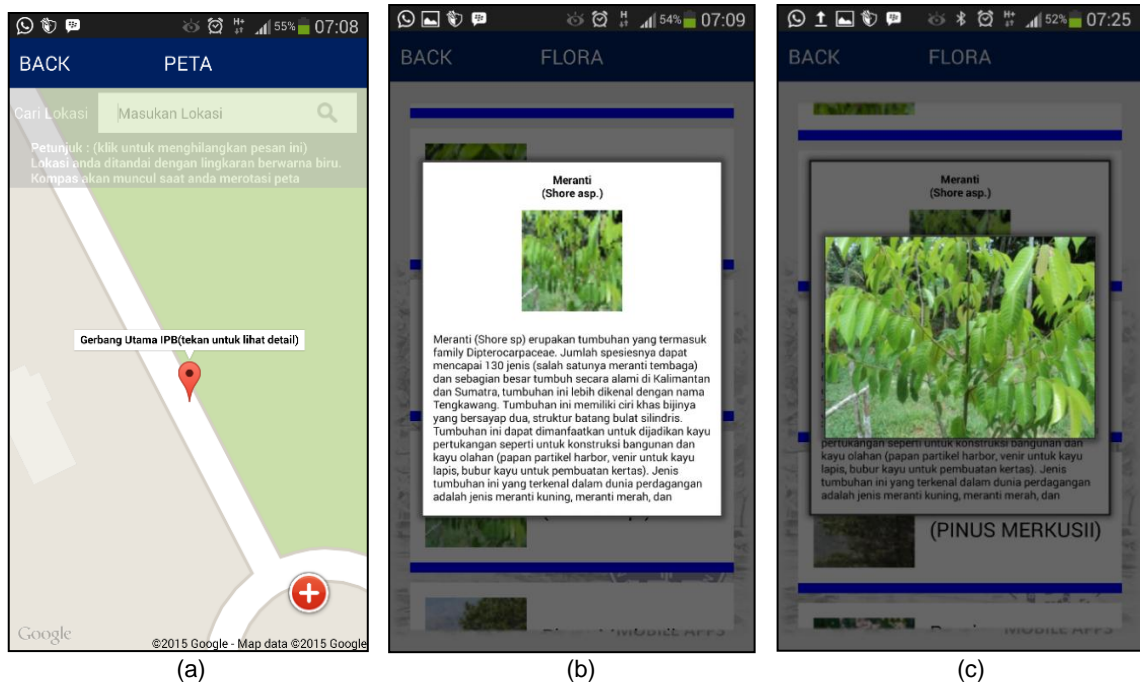 55% 07:08
BACK PETA
Cari Lokasi Masukan Lokasi
Petunjuk : (klik untuk menghilangkan pesan ini)
Lokasi anda ditandai dengan lingkaran berwarna biru.
Kompas akan muncul saat anda merotasi peta
Gerbang Utama IPB(tekan untuk lihat detail)
Google
©2015 Google - Map data ©2015 Google
(a)
H 54% 07:09
BACK FLORA
Meranti
(Shore asp.)
Meranti (Shore sp) erupakan tumbuhan yang termasuk
family Dipterocarpaceae. Jumlah spesiesnya dapat
mencapai 130 jenis (salah satunya meranti tembaga)
dan sebagian besar tumbuh secara alami di Kalimantan
dan Sumatra, tumbuhan ini lebih dikenal dengan nama
Tengkawang. Tumbuhan ini memiliki ciri khas bijinya
yang bersayap dua, struktur batang bulat silindris.
Tumbuhan ini dapat dimanfaatkan untuk dijadikan kayu
pertukangan seperti untuk konstruksi bangunan dan
kayu olahan (papan partikel harbor, venir untuk kayu
lapis, bubur kayu untuk pembuatan kertas). Jenis
tumbuhan ini yang terkenal dalam dunia perdagangan
adalah jenis meranti kuning, meranti merah, dan
MOBILE APPS
(b)
H+ 52% 07:25
BACK FLORA
Meranti
(Shore asp.)
pertukangan seperti untuk konstruksi bangunan dan
kayu olahan (papan partikel harbor, venir untuk kayu
lapis, bubur kayu untuk pembuatan kertas). Jenis
tumbuhan ini yang terkenal dalam dunia perdagangan
adalah jenis meranti kuning, meranti merah, dan
(PINUS MERKUSII)
MOBILE APPS
(c)